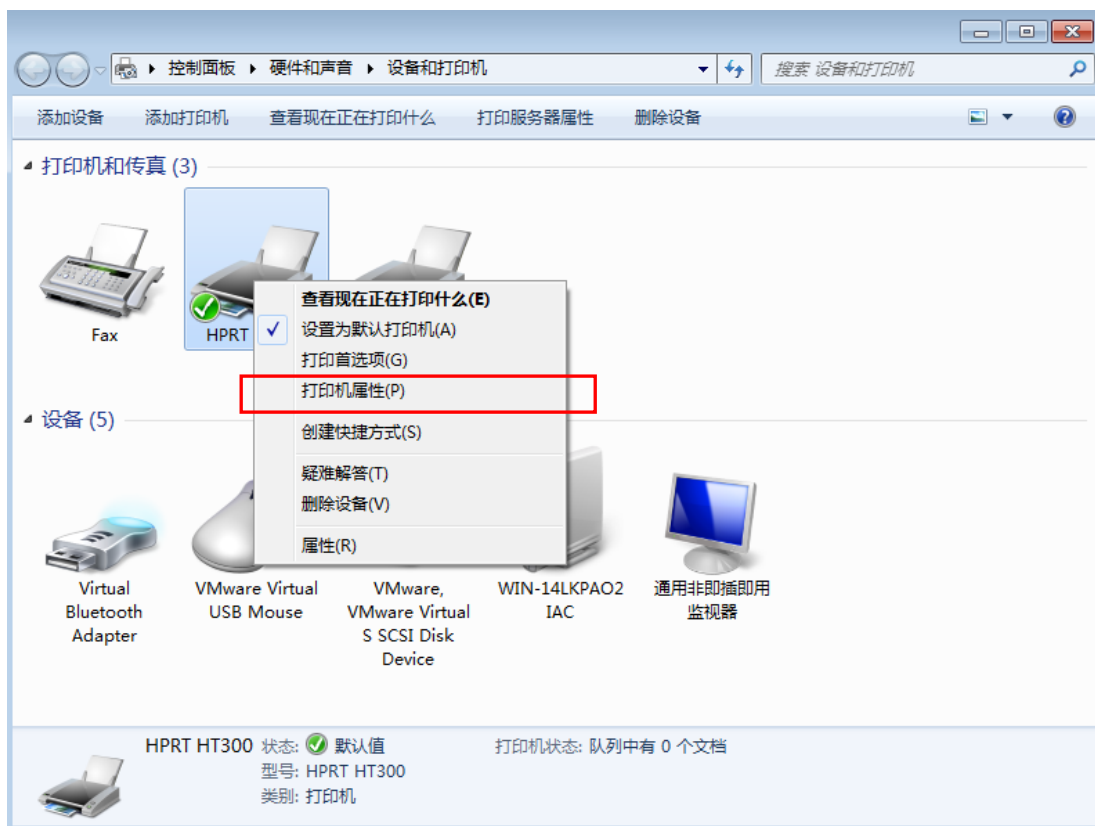 控制面板 硬件和声音 设备和打印机
搜索 设备和打印机
添加设备 添加打印机 查看现在正在打印什么 打印服务器属性 删除设备
打印机和传真 (3)
Fax
HPRT
查看现在正在打印什么(E)
设置为默认打印机(A)
打印首选项(G)
打印机属性(P)
创建快捷方式(S)
疑难解答(T)
删除设备(V)
属性(R)
设备 (5)
Virtual
Bluetooth
Adapter
VMware Virtual
USB Mouse
VMware,
VMware Virtual
S SCSI Disk
Device
WIN-14LKPAO2
IAC
通用非即插即用
监视器
HPRT HT300 状态: 默认值 打印机状态: 队列中有 0 个文档
型号: HPRT HT300
类别: 打印机